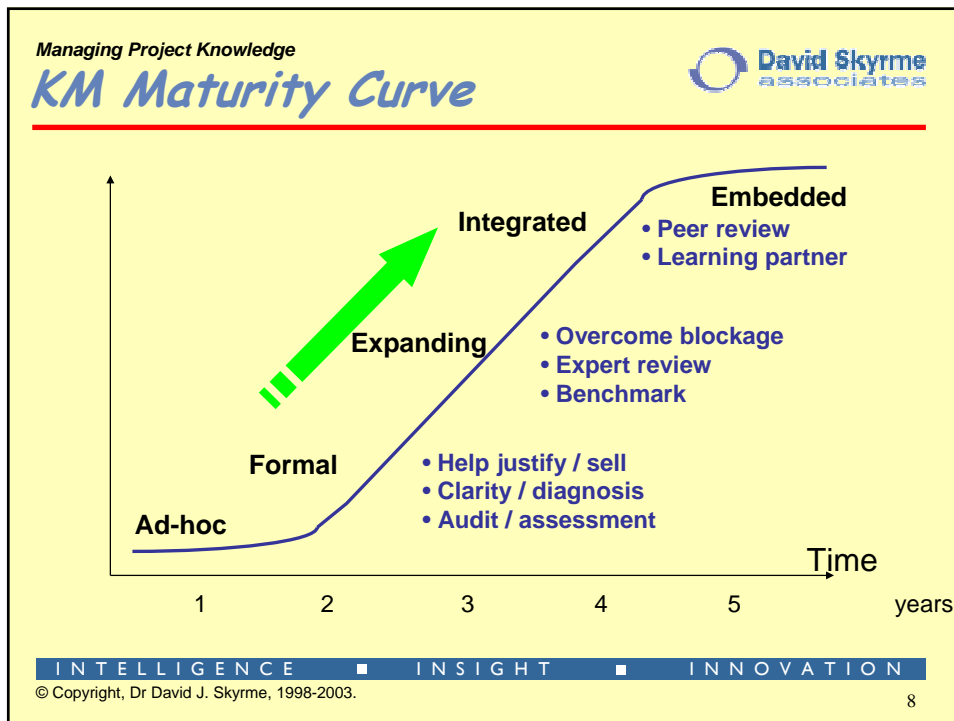 Managing Project Knowledge
KM Maturity Curve
David Skyrme
associates
Embedded
• Peer review
• Learning partner
Integrated
Expanding
• Overcome blockage
• Expert review
• Benchmark
Formal
• Help justify / sell
• Clarity / diagnosis
• Audit / assessment
Ad-hoc
Time
1 2 3 4 5 years
INTELLIGENCE ■ INSIGHT ■ INNOVATION
© Copyright, Dr David J. Skyrme, 1998-2003.
8